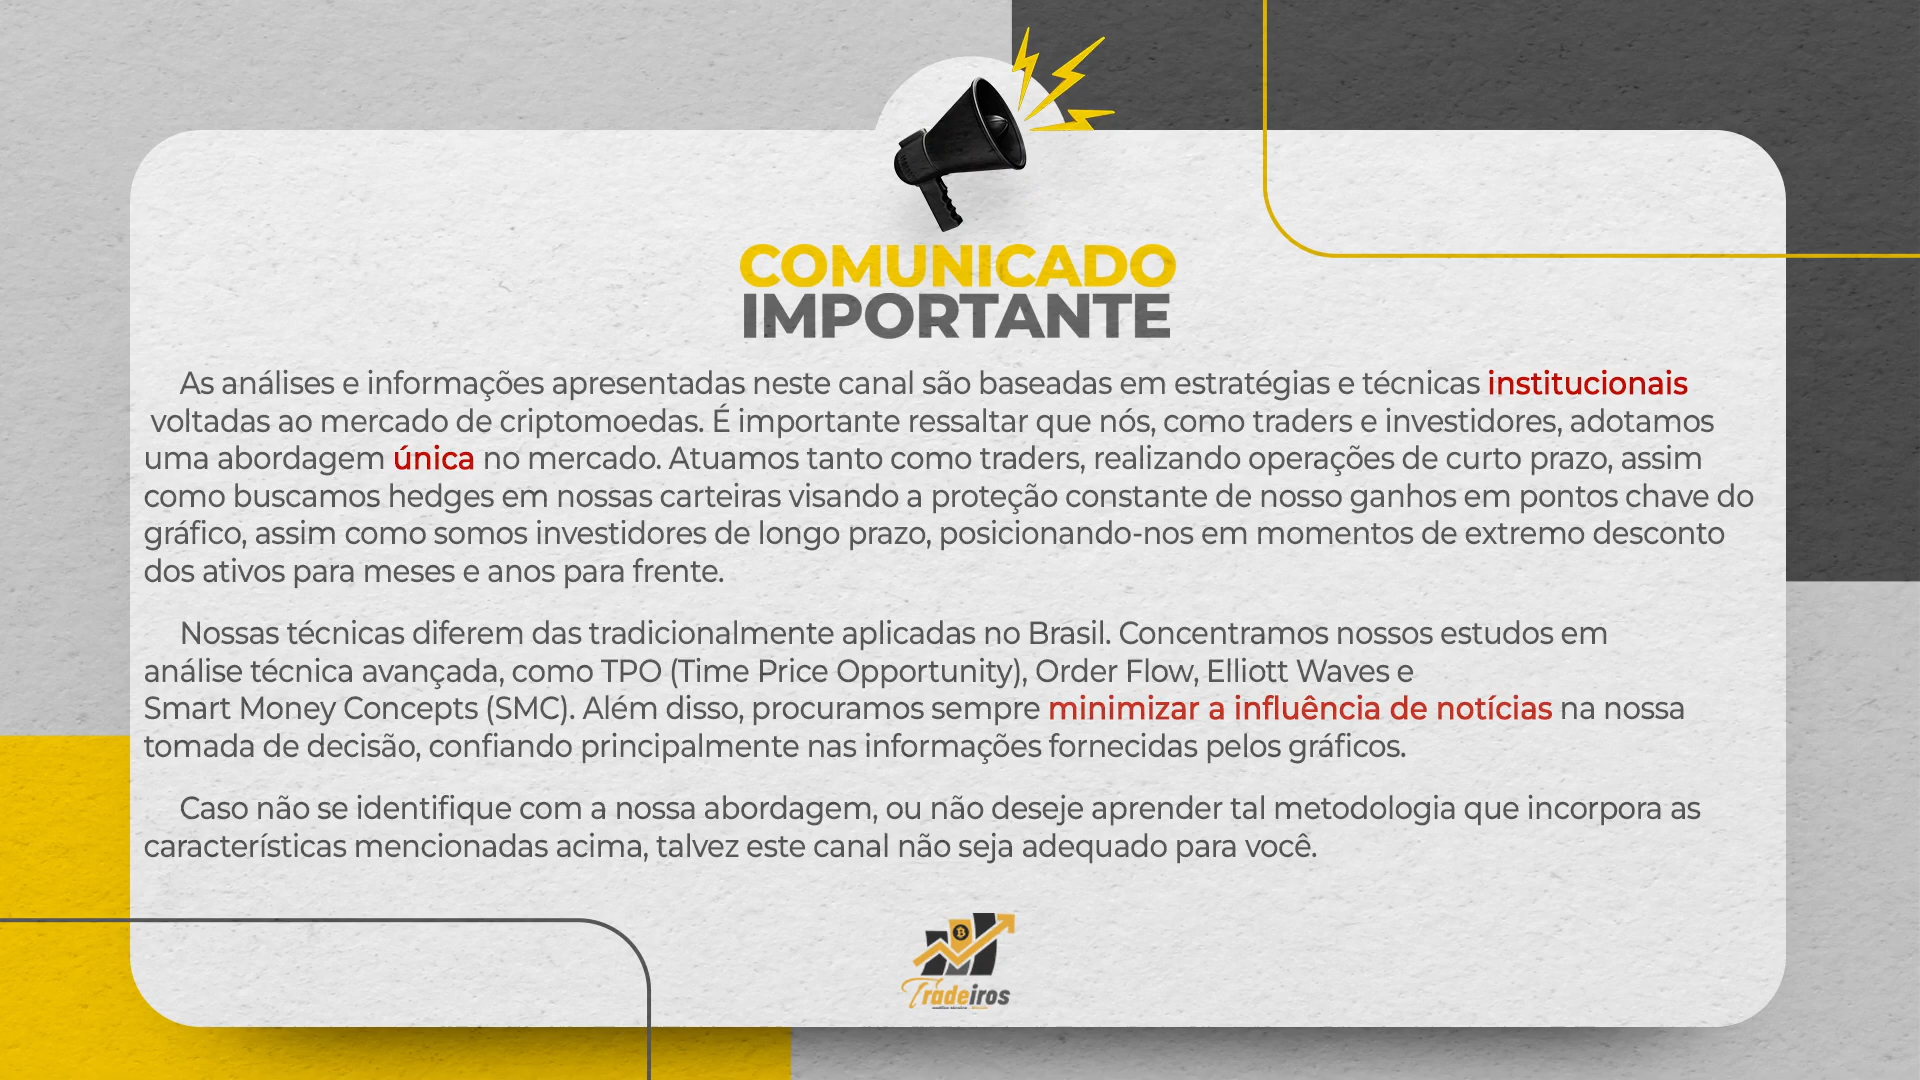 COMUNICADO
IMPORTANTE
As análises e informações apresentadas neste canal são baseadas em estratégias e técnicas institucionais
voltadas ao mercado de criptomoedas. É importante ressaltar que nós, como traders e investidores, adotamos
uma abordagem única no mercado. Atuamos tanto como traders, realizando operações de curto prazo, assim
como buscamos hedges em nossas carteiras visando a proteção constante de nosso ganhos em pontos chave do
gráfico, assim como somos investidores de longo prazo, posicionando-nos em momentos de extremo desconto
dos ativos para meses e anos para frente.
Nossas técnicas diferem das tradicionalmente aplicadas no Brasil. Concentramos nossos estudos em
análise técnica avançada, como TPO (Time Price Opportunity), Order Flow, Elliott Waves e
Smart Money Concepts (SMC). Além disso, procuramos sempre minimizar a influência de notícias na nossa
tomada de decisão, confiando principalmente nas informações fornecidas pelos gráficos.
Caso não se identifique com a nossa abordagem, ou não deseje aprender tal metodologia que incorpora as
características mencionadas acima, talvez este canal não seja adequado para você.
Tradeiros